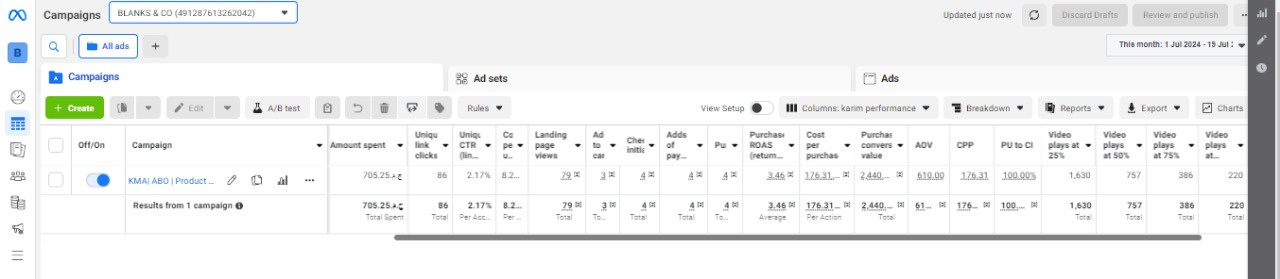 Campaigns BLANKS & CO (491287613262042) Updated just now Discard Drafts Review and publish
B All ads This month: 1 Jul 2024 - 19 Jul
Campaigns Ad sets Ads
+ Create Edit A/B test Rules View Setup Columns: karim performance Breakdown Reports Export Charts
Off/On Campaign Amount spent Uniqu link clicks Uniqu CTR (lin... Co pe u... Landing page views Ad to car Chec initia Adds of pay... Pu Purchase ROAS (return... Cost per purchas Purchas convers value AOV CPP PU to CI Video plays at 25% Video plays at 50% Video plays at 75% Video plays at...
KMA| ABO | Product ... 705.25.ج.م 86 2.17% 8.2... 79 3 4 4 4 3.46 176.31... 2,440.... 610.00 176.31 100.00% 1,630 757 386 220
Results from 1 campaign 705.25.ج.م 86 2.17% 8.2... 79 3 4 4 4 3.46 176.31... 2,440.... 61... 176... 100.... 1,630 757 386 220
Total Spent Total Per Acc... Per ... Total To... Total Total To... Average Per Action Total Total Total Total Total